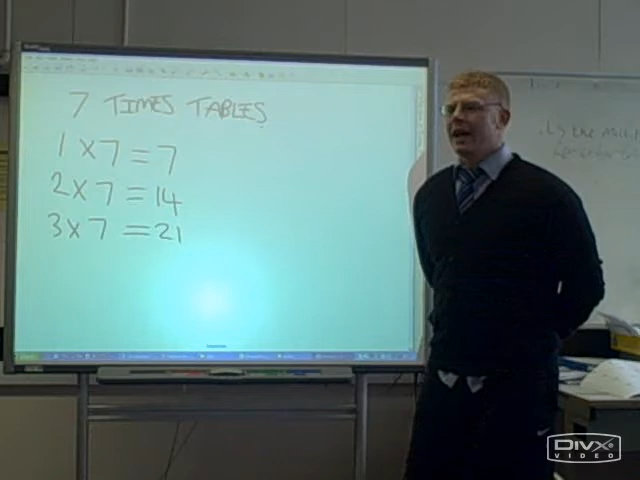 7 TIMES TABLES
1 x 7 = 7
2 x 7 = 14
3 x 7 = 21
DIVX
VIDEO